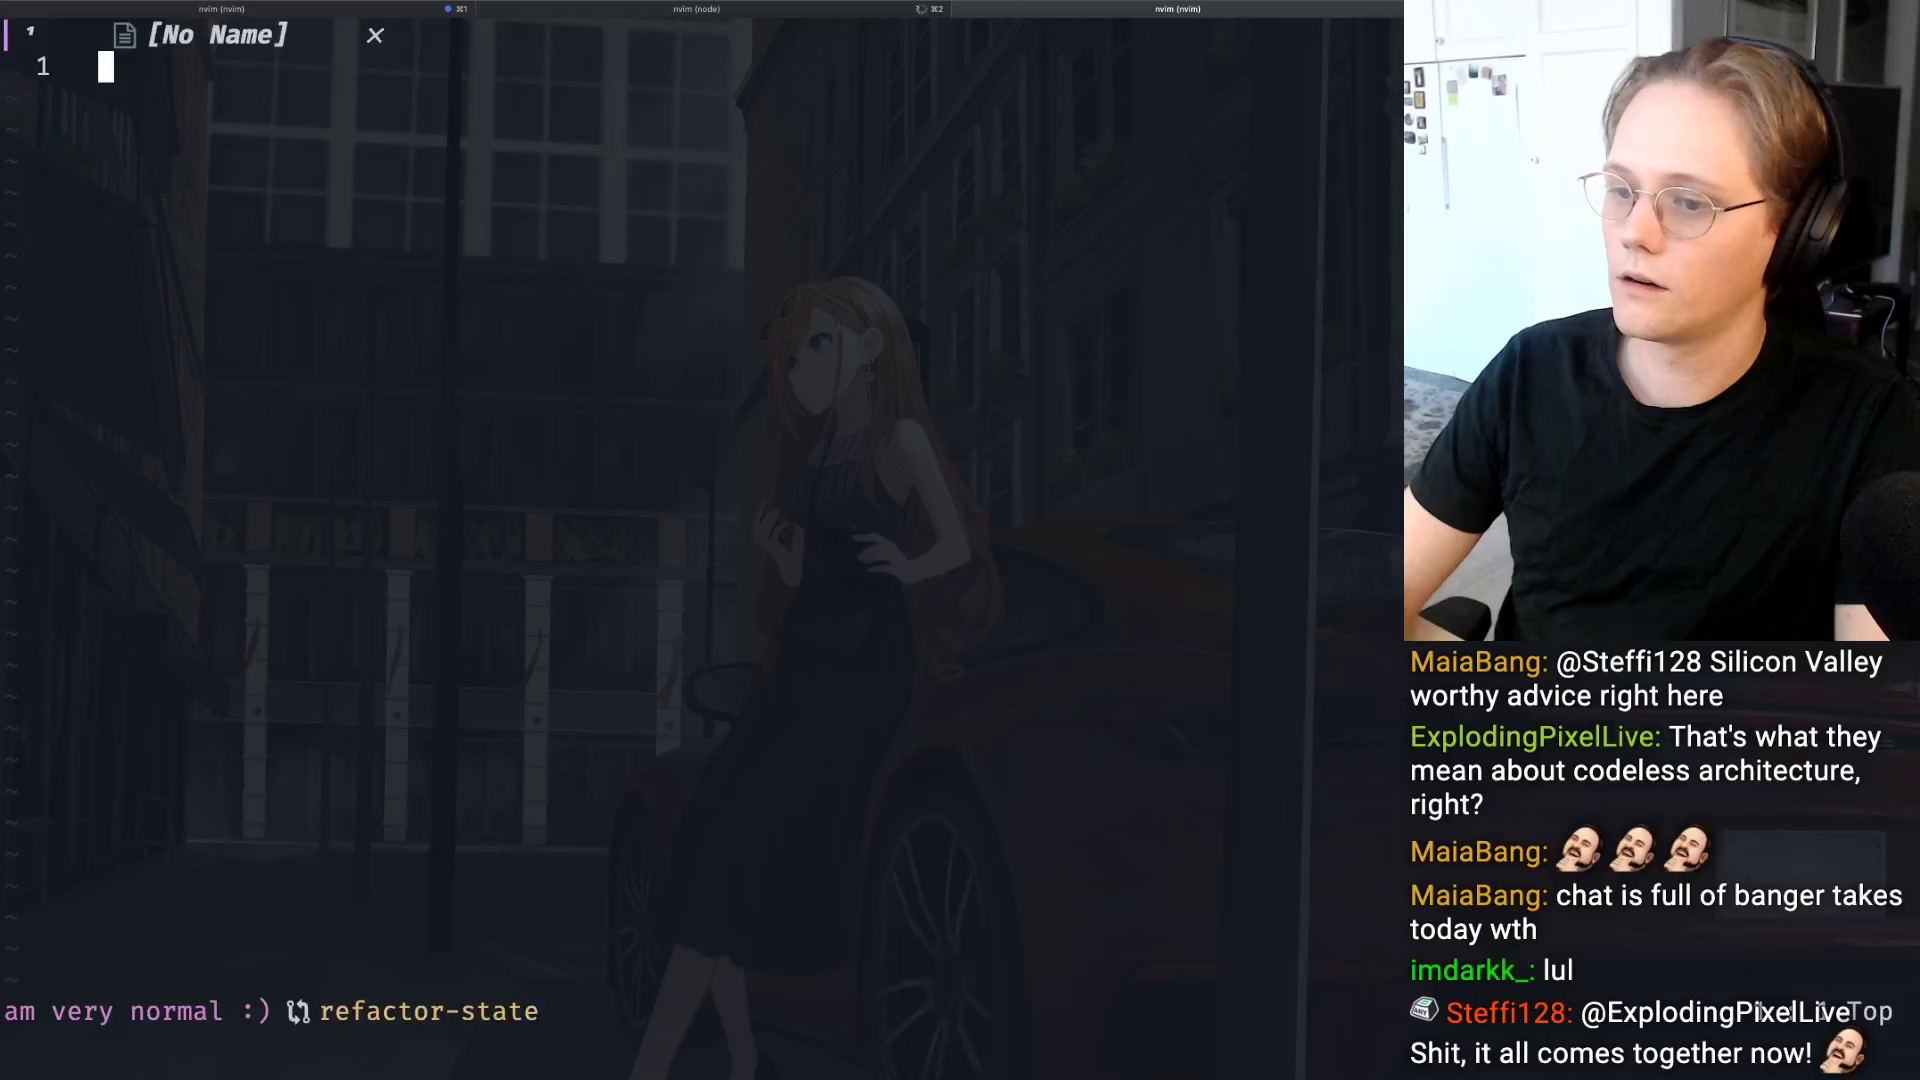 nvim (nvim) ⌘1 nvim (node) ⌘2 nvim (nvim)
[No Name] ×
1
am very normal :) refactor-state
MaiaBang: @Steffi128 Silicon Valley
worthy advice right here
ExplodingPixelLive: That's what they
mean about codeless architecture,
right?
MaiaBang:
MaiaBang: chat is full of banger takes
today wth
imdarkk_: lul
Steffi128: @ExplodingPixelLive Top
Shit, it all comes together now!